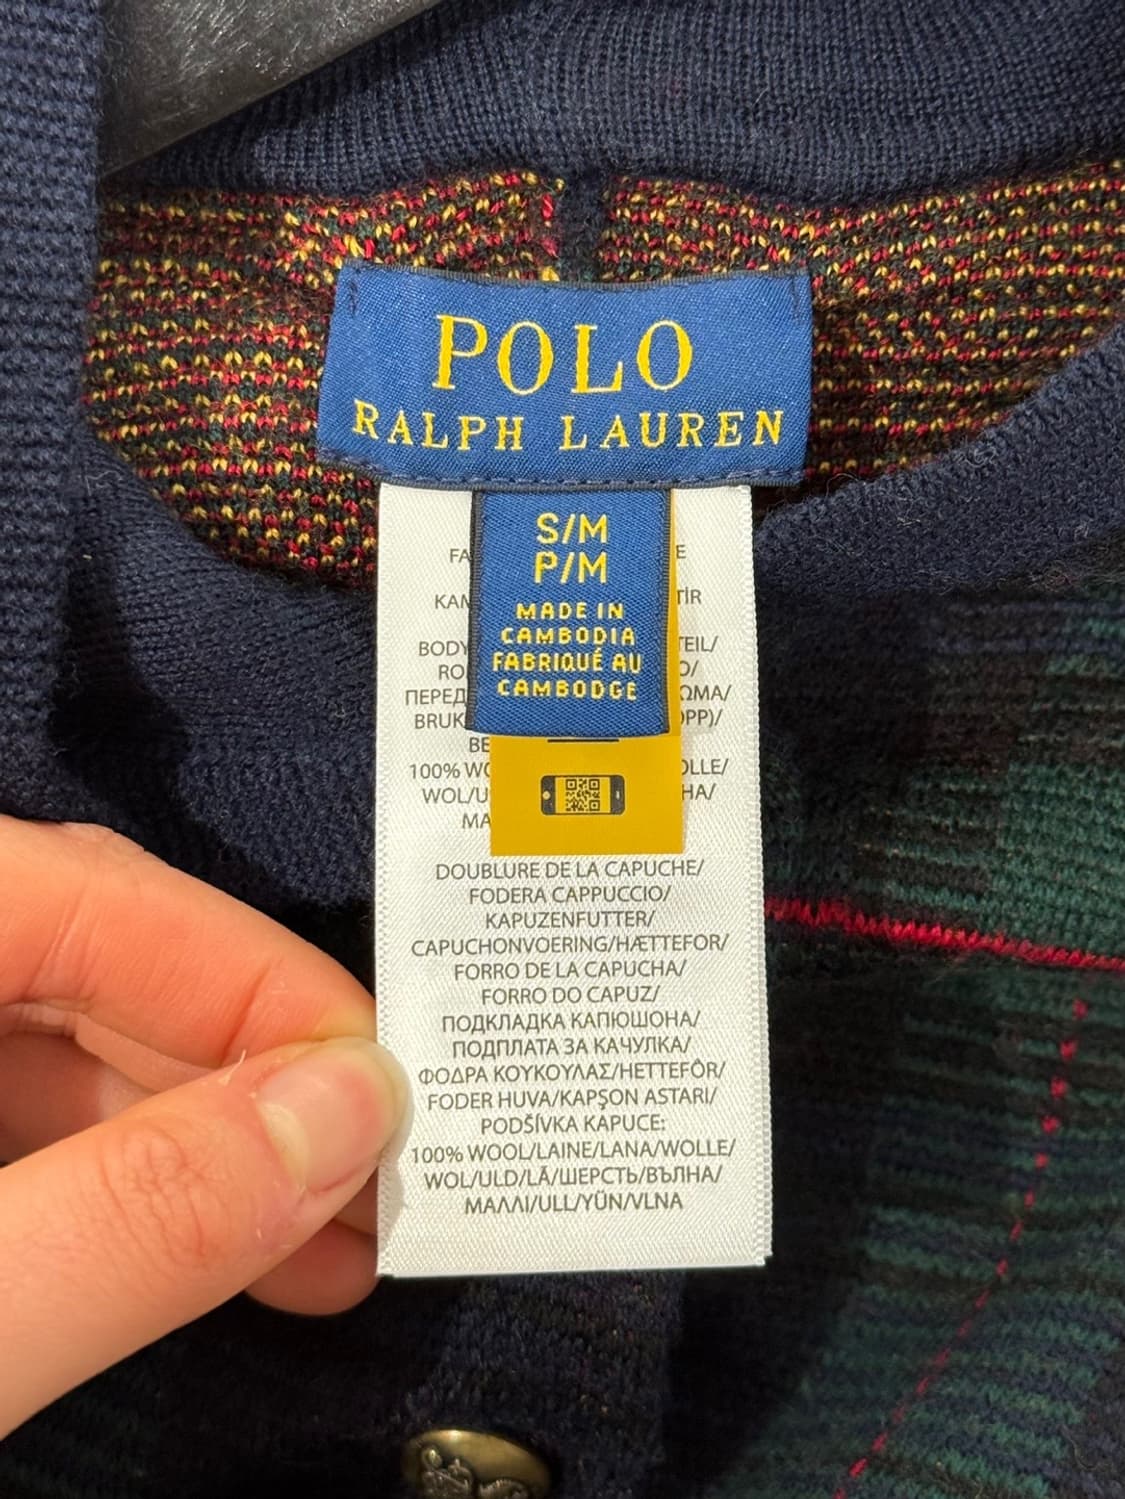 POLO
RALPH LAUREN
S/M
P/M
MADE IN
CAMBODIA
FABRIQUÉ AU
CAMBODGE
BODY
100%
DOUBLURE DE LA CAPUCHE/
FODERA CAPPUCCIO/
KAPUZENFUTTER/
CAPUCHONVOERING/HÆTTEFOR/
FORRO DE LA CAPUCHA/
FORRO DO CAPUZ/
ПОДКЛАДКА КАПЮШОНА/
ПОДПЛАТА ЗА КАЧУЛКА/
ΦΟΔΡΑ ΚΟΥΚΟΥΛΑΣ/HETTEFÔR/
FODER HUVA/KAPŞON ASTARI/
PODŠÍVKA KAPUCE:
100% WOOL/LAINE/LANA/WOLLE/
WOL/ULD/LÃ/ШЕРСТЬ/ВЪЛНА/
ΜΑΛΛΙ/ULL/YÜN/VLNA